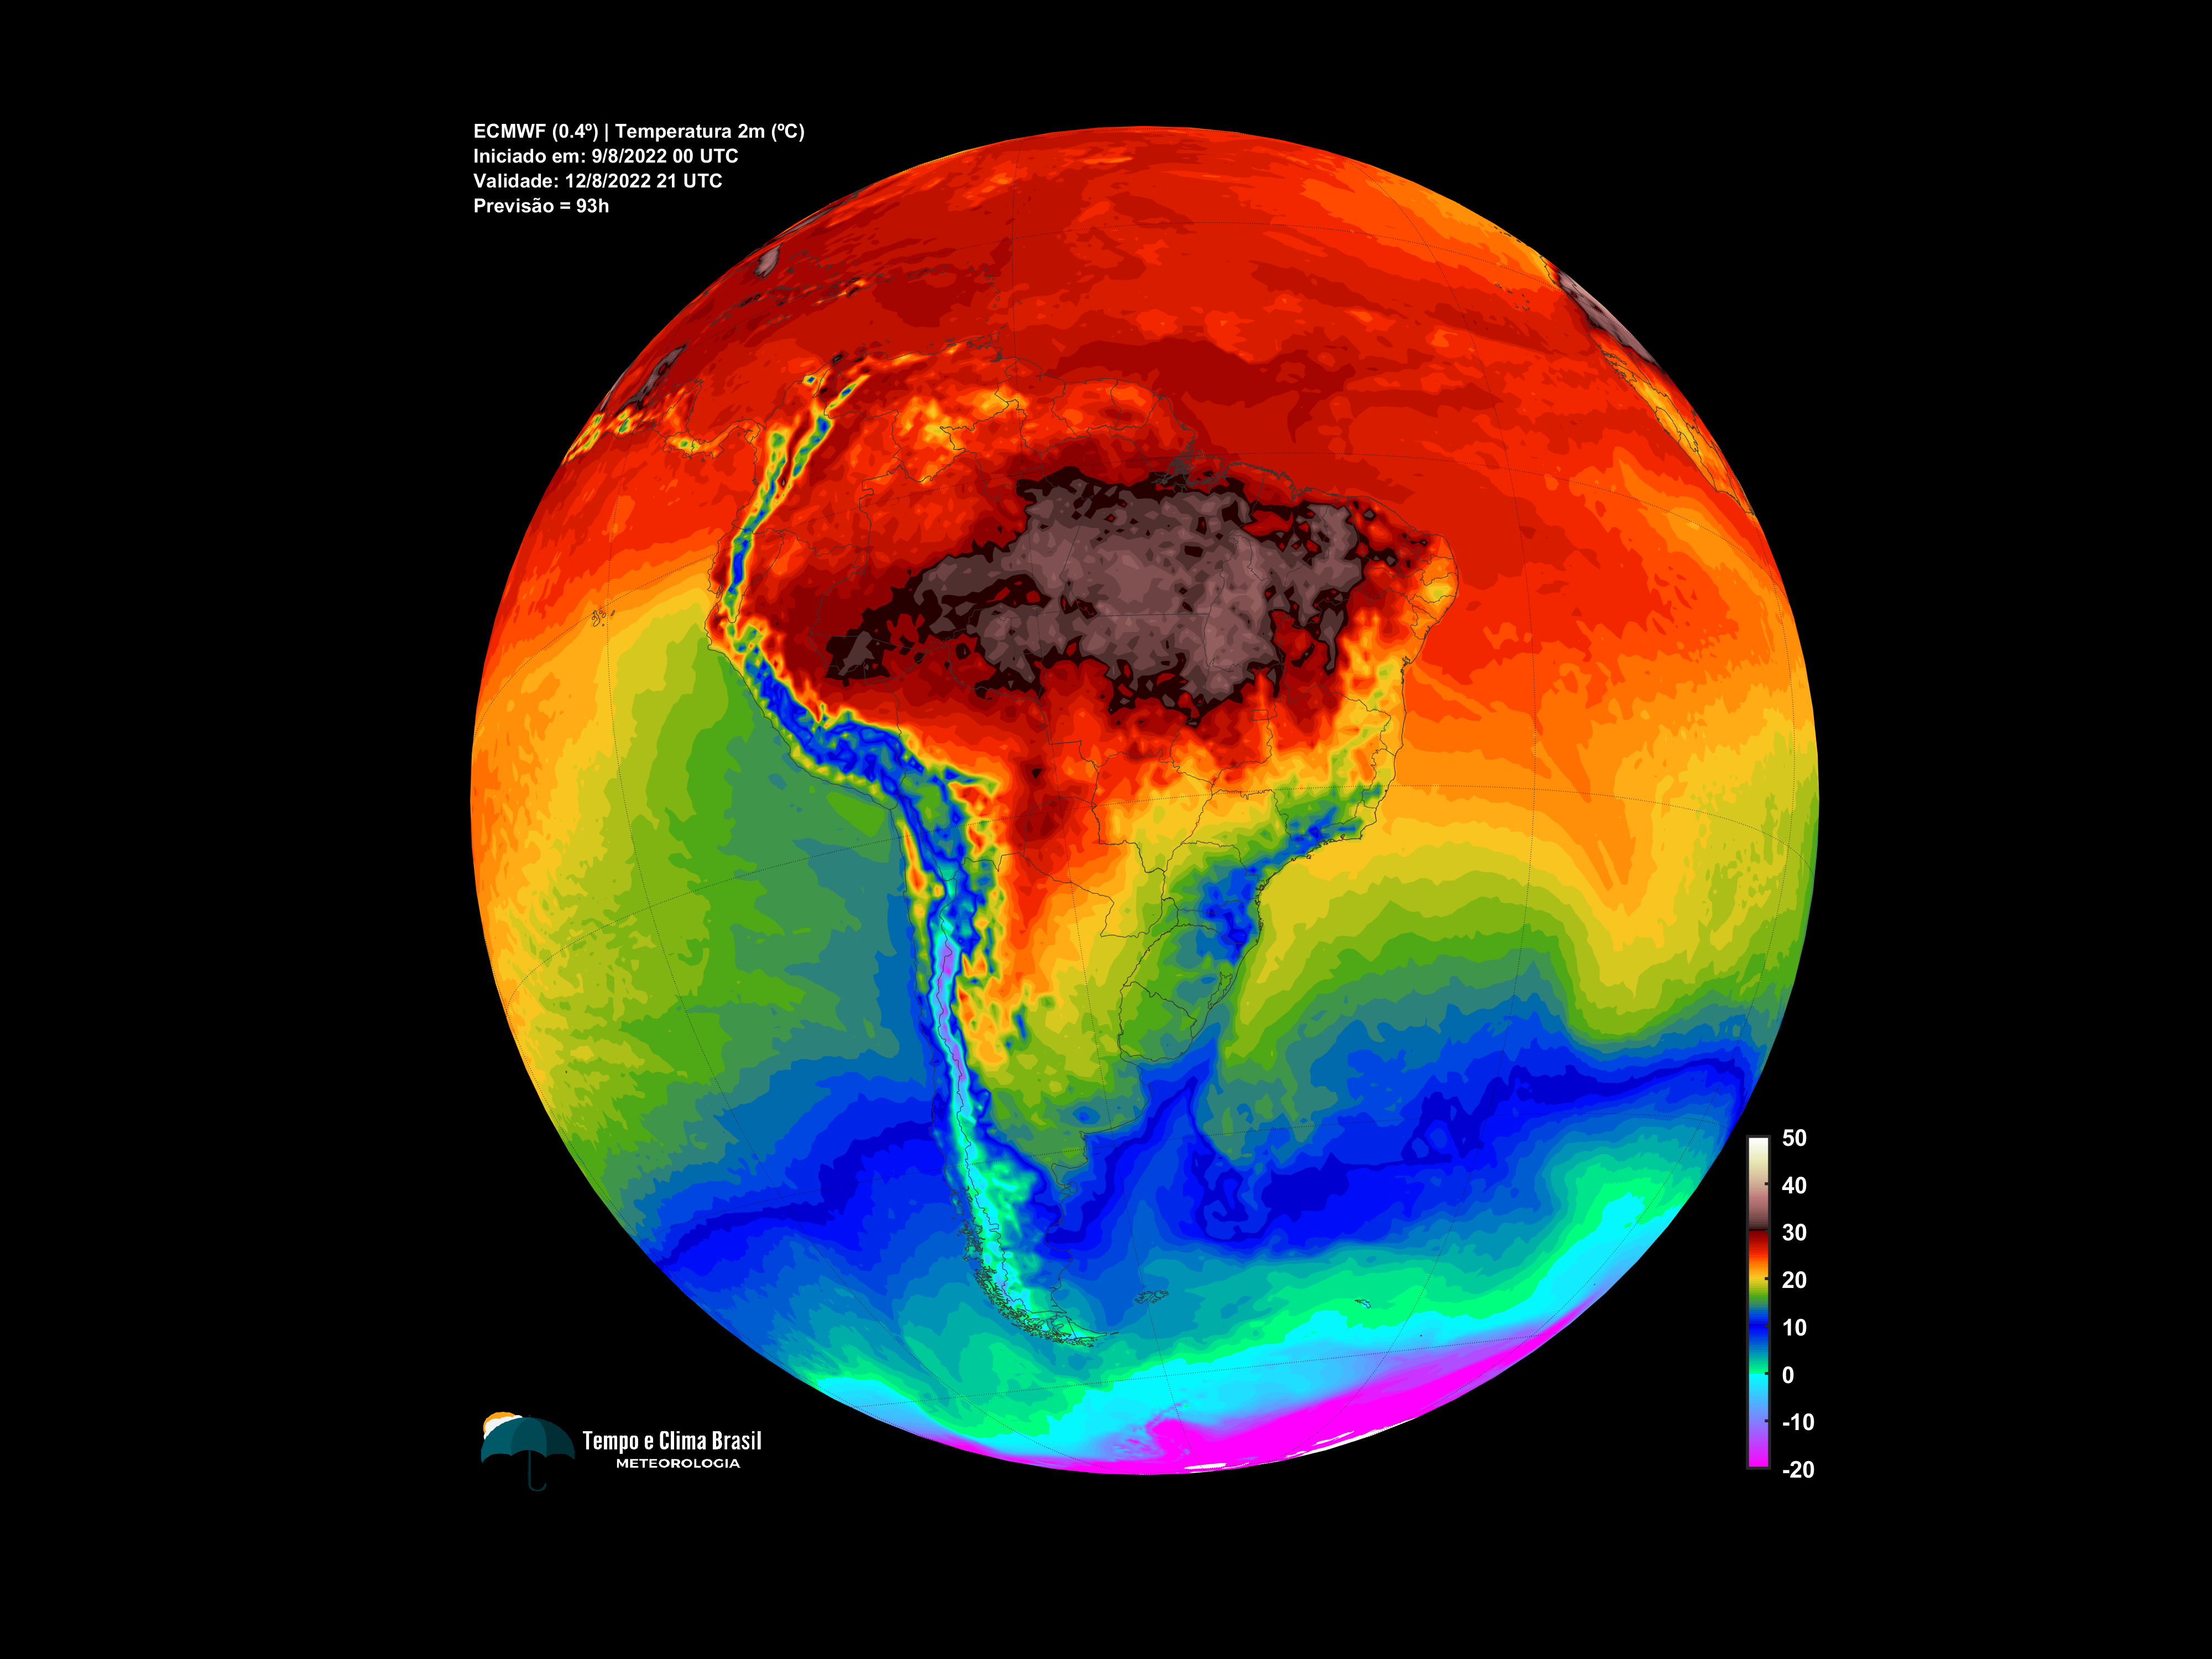 ECMWF (0.4º) | Temperatura 2m (ºC)
Iniciado em: 9/8/2022 00 UTC
Validade: 12/8/2022 21 UTC
Previsão = 93h
50
40
30
20
10
0
-10
-20
Tempo e Clima Brasil
METEOROLOGIA